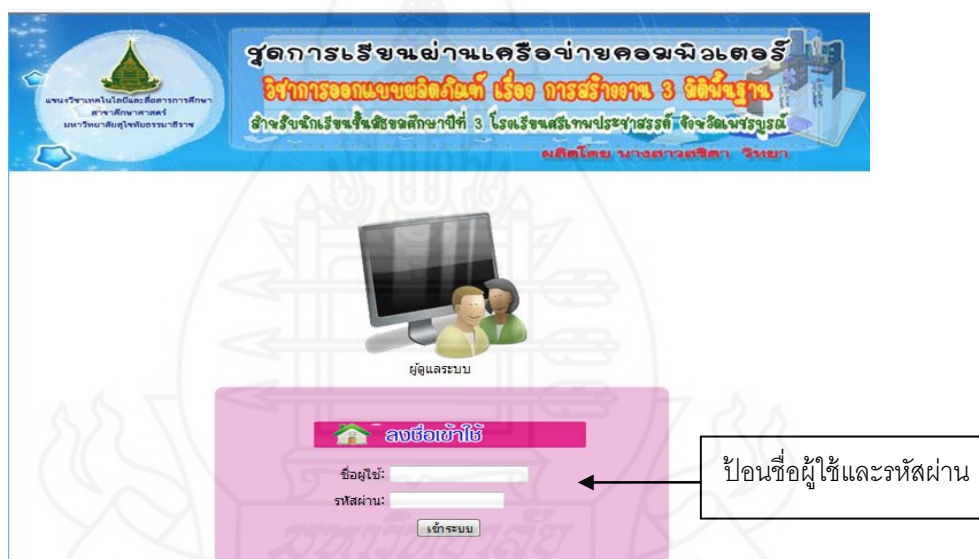 ชุดการเรียนผ่านเครือข่ายคอมพิวเตอร์
วิชาการออกแบบผลิตภัณฑ์ เรื่อง การสร้างงาน 3 มิติพื้นฐาน
สำหรับนักเรียนชั้นมัธยมศึกษาปีที่ 3 โรงเรียนศรีเทพประชาสรรค์ จังหวัดเพชรบูรณ์
ผลิตโดย นางสาวสริตา วิทยา
แขนงวิชาเทคโนโลยีและสื่อสารการศึกษา
สาขาศึกษาศาสตร์
มหาวิทยาลัยสุโขทัยธรรมาธิราช
ผู้ดูแลระบบ
ลงชื่อเข้าใช้
ชื่อผู้ใช้:
รหัสผ่าน:
เข้าระบบ
ป้อนชื่อผู้ใช้และรหัสผ่าน